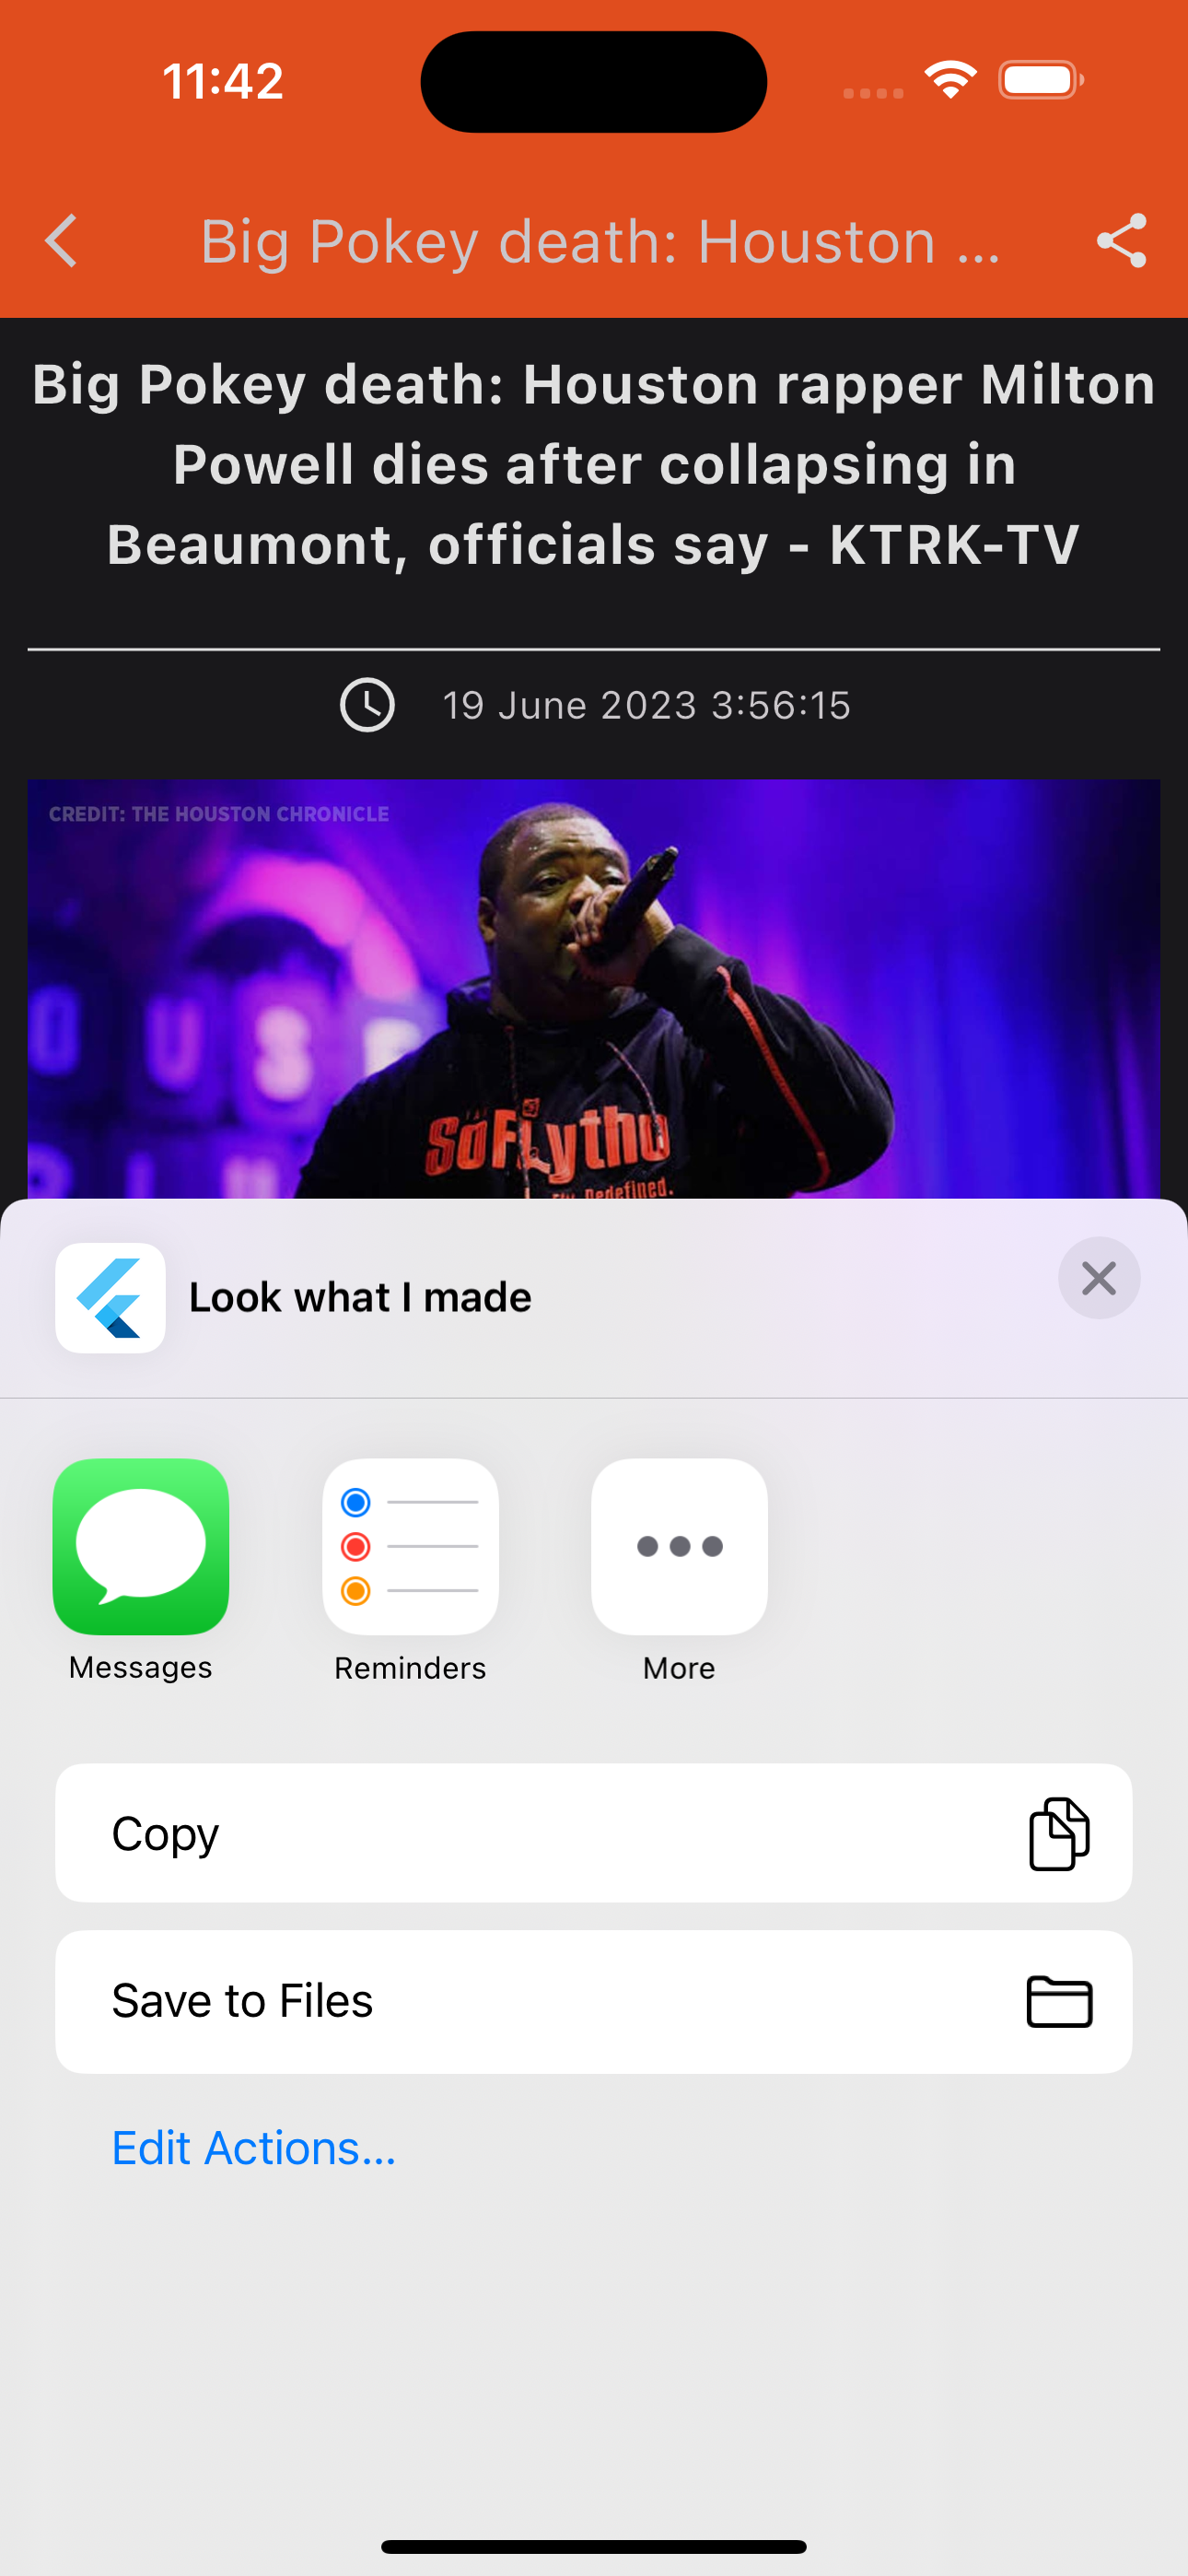 11:42
Big Pokey death: Houston ...
Big Pokey death: Houston rapper Milton
Powell dies after collapsing in
Beaumont, officials say - KTRK-TV
19 June 2023 3:56:15
CREDIT: THE HOUSTON CHRONICLE
O U S E
SoFlythu
Redefined.
Look what I made
Messages
Reminders
More
Copy
Save to Files
Edit Actions...